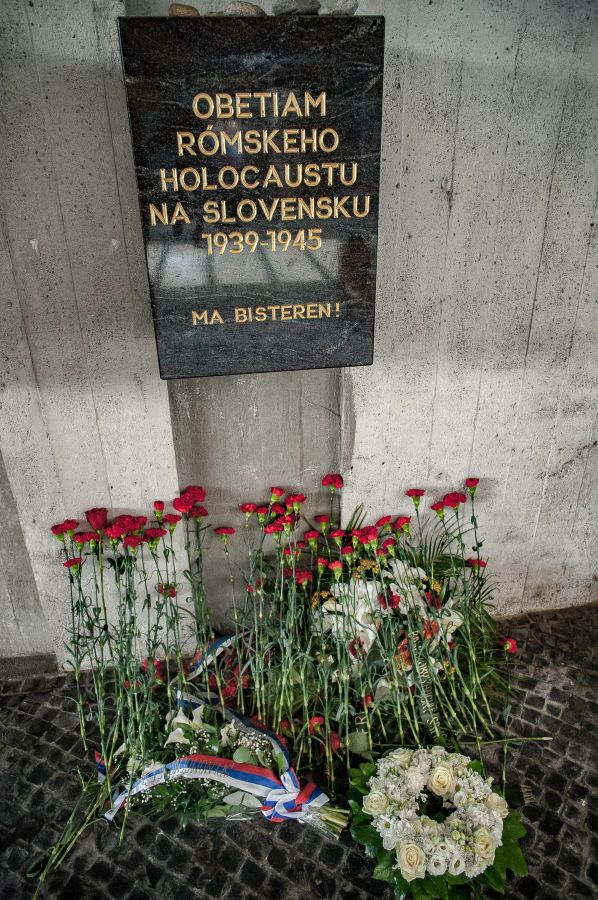 OBETIAM
RÓMSKEHO
HOLOCAUSTU
NA SLOVENSKU
1939-1945
MA BISTEREN!